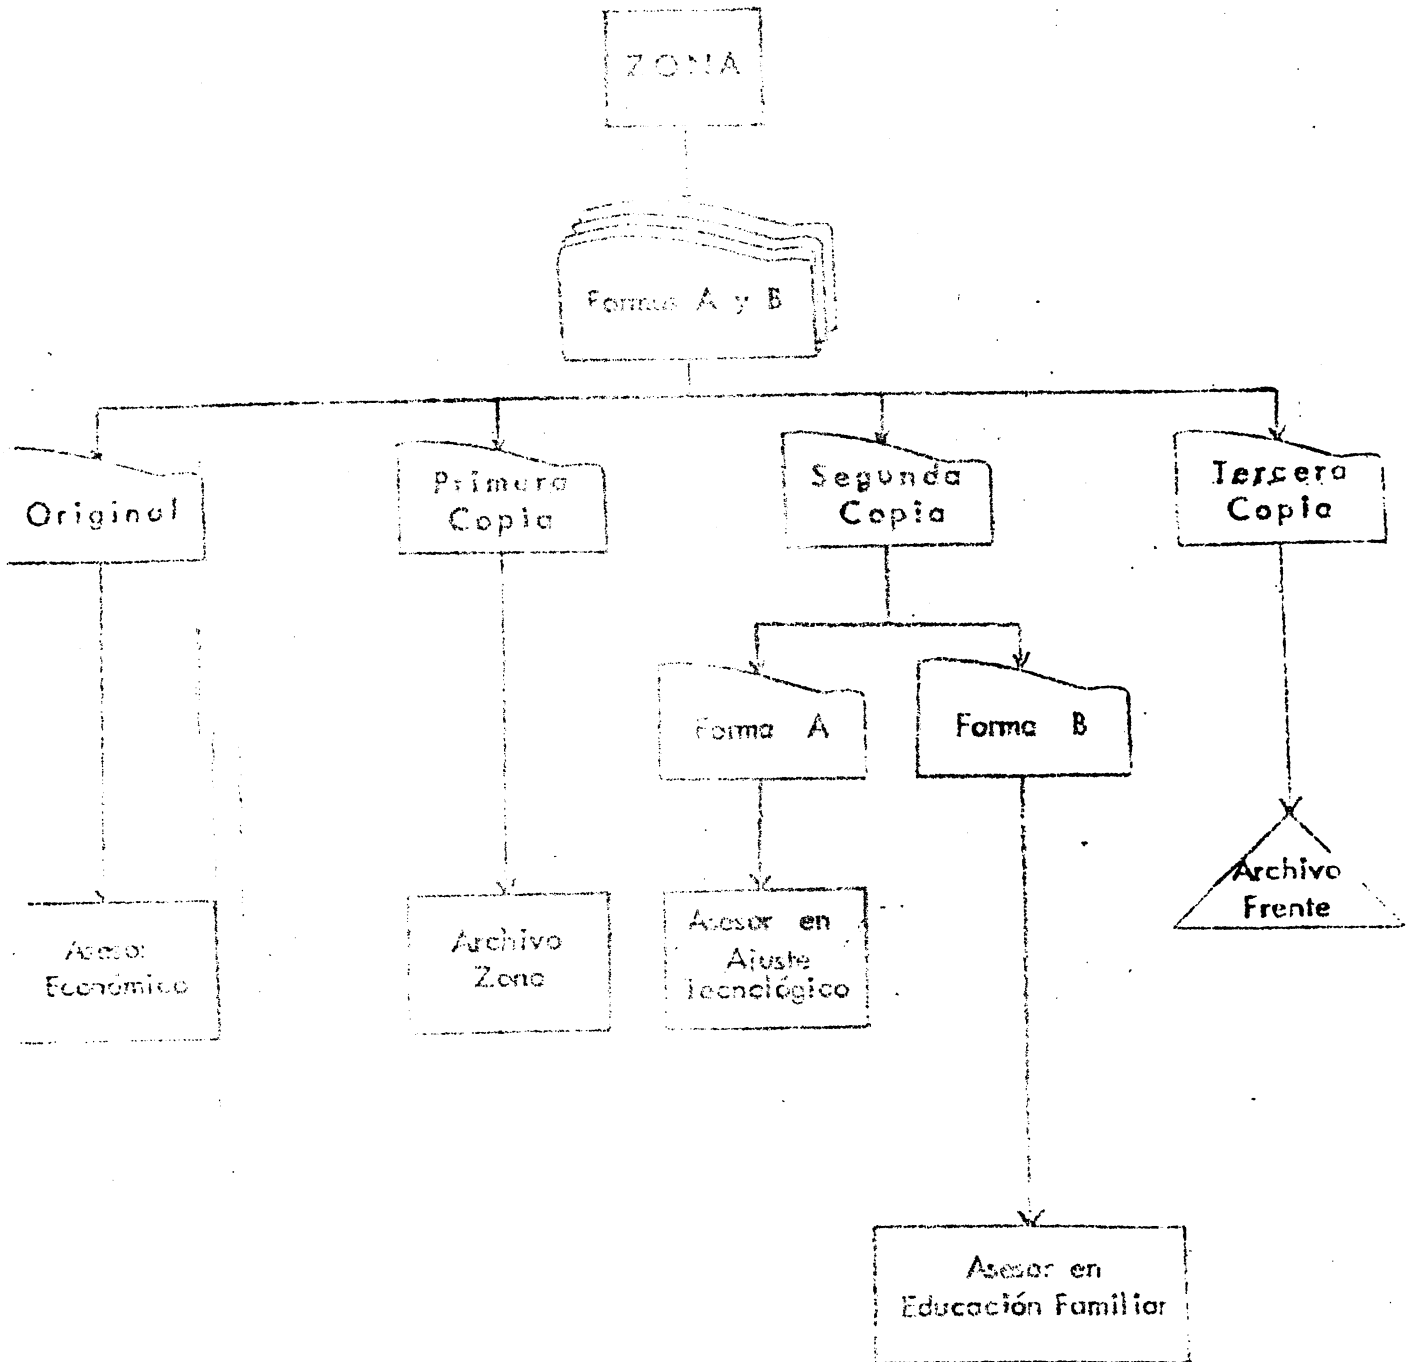 ZONA
Forma A y B
Original
Primera
Copia
Segunda
Copia
Tercera
Copia
Forma A
Forma B
Archivo
Frente
Asesor
Económico
Archivo
Zona
Asesor en
Ajuste
Tecnológico
Asesor en
Educación Familiar